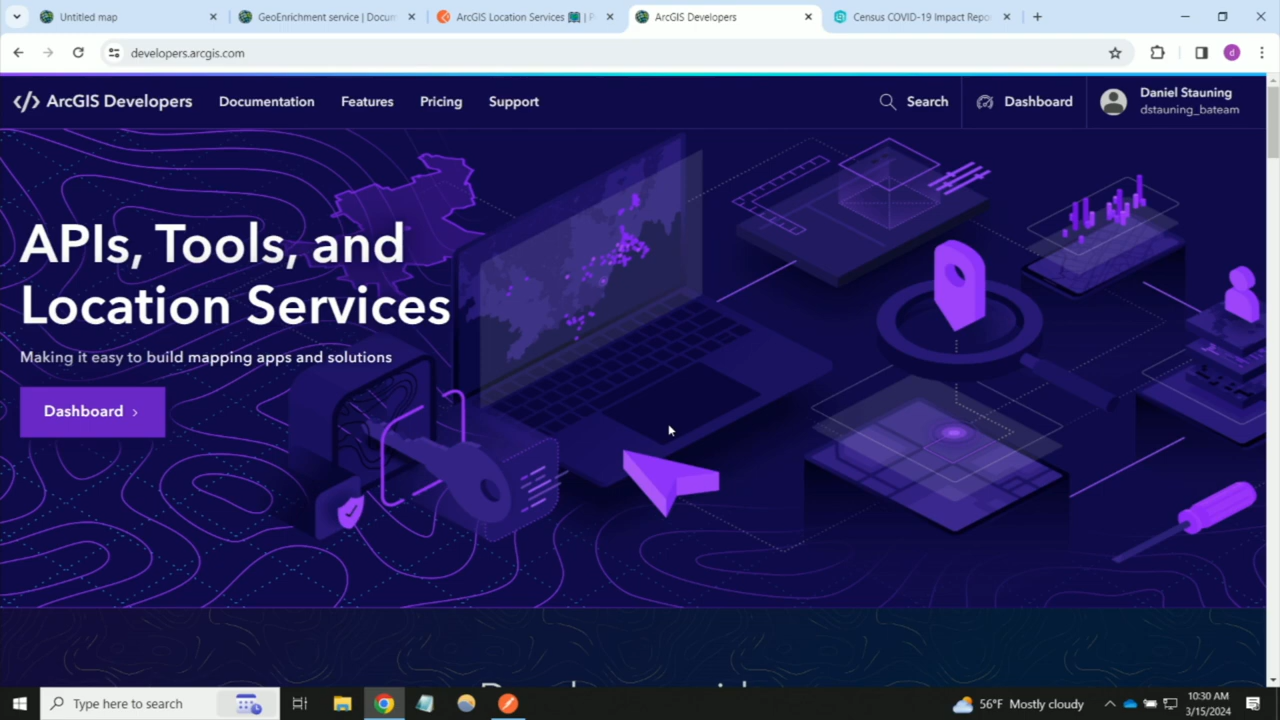 Untitled map
GeoEnrichment service | Docum
ArcGIS Location Services | P
ArcGIS Developers
Census COVID-19 Impact Repo
developers.arcgis.com
d
</> ArcGIS Developers
Documentation
Features
Pricing
Support
Search
Dashboard
Daniel Stauning
dstauning_bateam
APIs, Tools, and
Location Services
Making it easy to build mapping apps and solutions
Dashboard ›
Type here to search
56°F Mostly cloudy
10:30 AM
3/15/2024